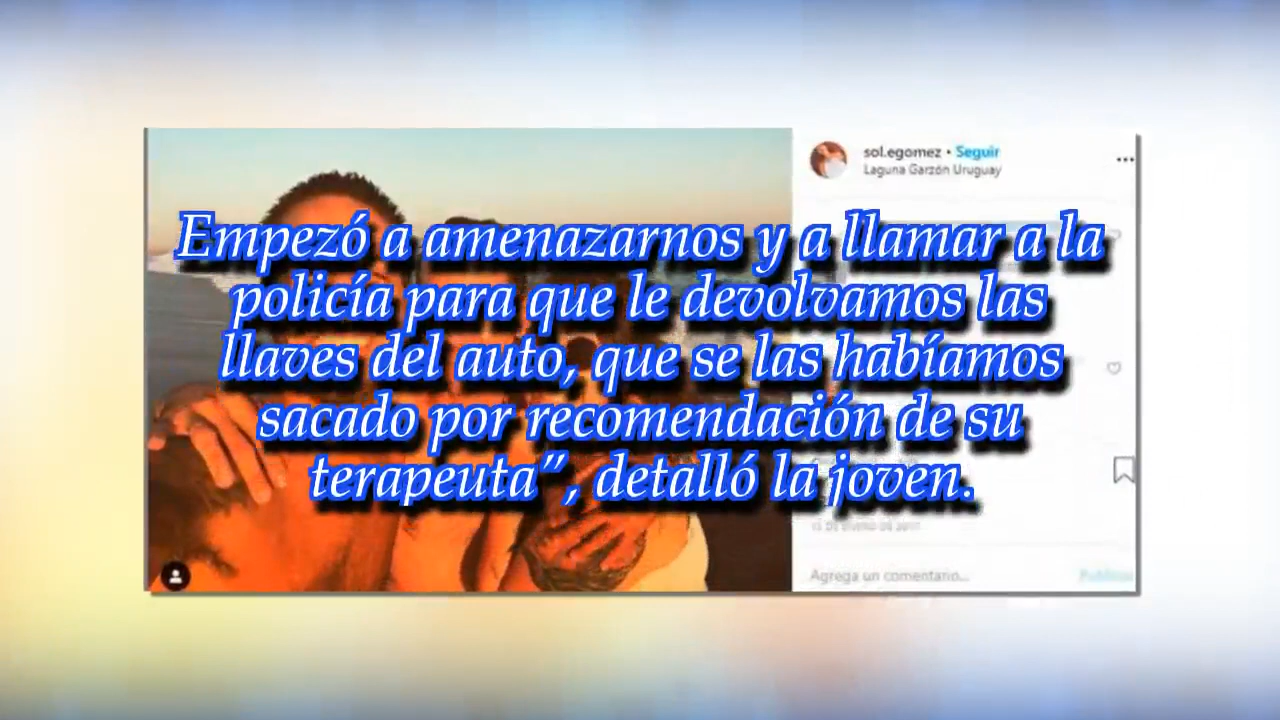 sol.egomez • Seguir
Laguna Garzón Uruguay
Empezó a amenazarnos y a llamar a la
policía para que le devolvamos las
llaves del auto, que se las habíamos
sacado por recomendación de su
terapeuta”, detalló la joven.
Agrega un comentario...
Publicar